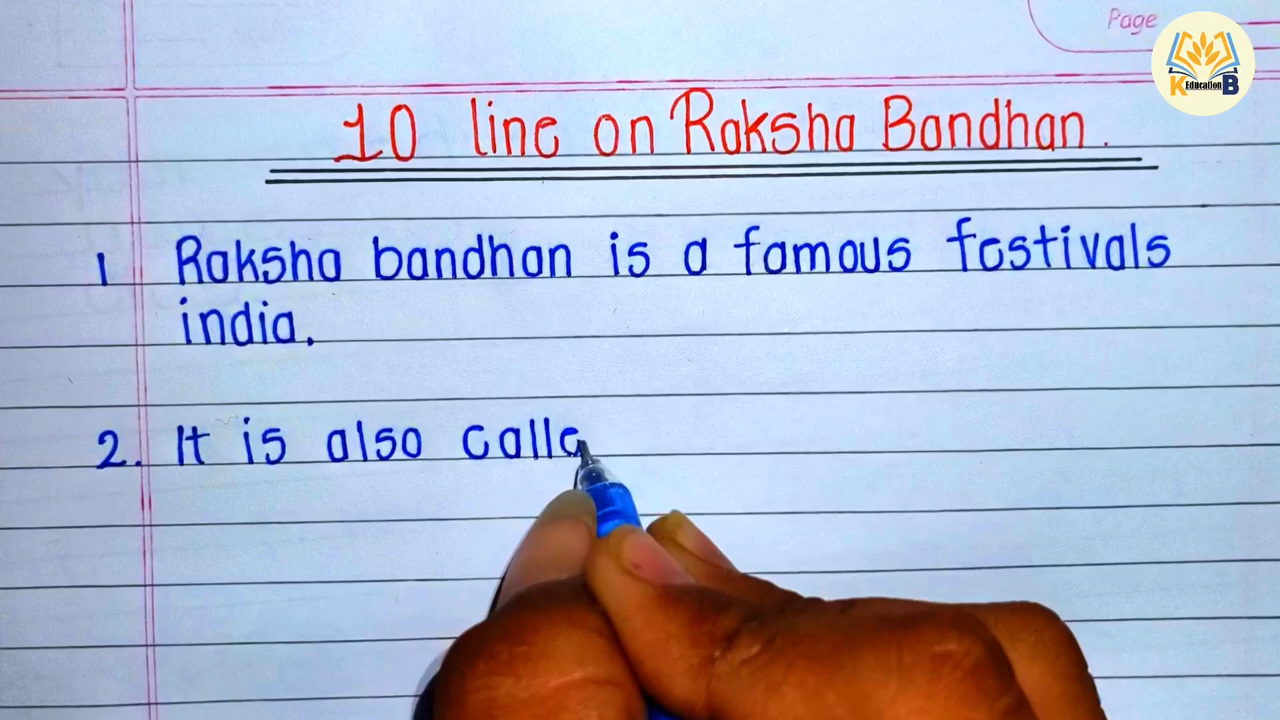 Page
K Education B
10 line on Raksha Bandhan.
1 Raksha bandhan is a famous festivals
india.
2. It is also calle